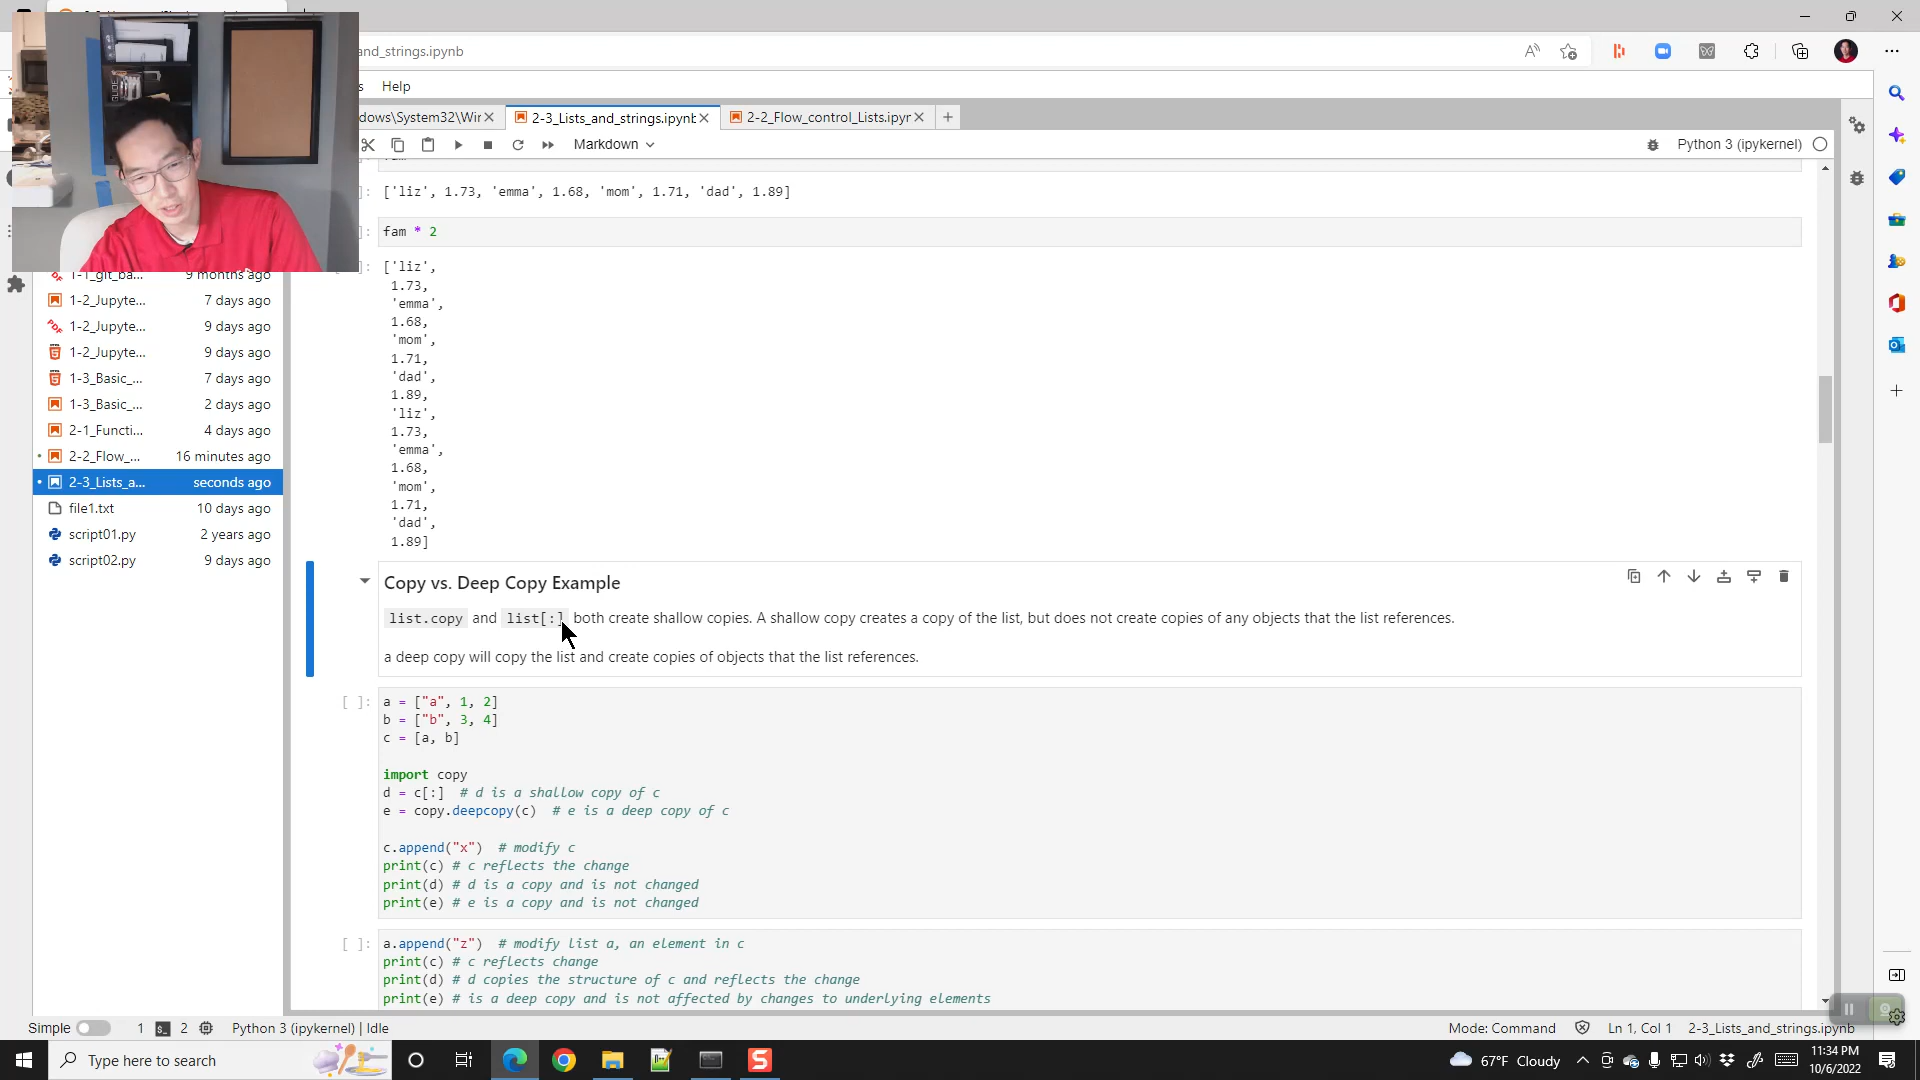 and_strings.ipynb
Help
dows\System32\Wir
2-3_Lists_and_strings.ipynb
2-2_Flow_control_Lists.ipyr
Markdown
Python 3 (ipykernel)
['liz', 1.73, 'emma', 1.68, 'mom', 1.71, 'dad', 1.89]
fam * 2
['liz',
1.73,
'emma',
1.68,
'mom',
1.71,
'dad',
1.89,
'liz',
1.73,
'emma',
1.68,
'mom',
1.71,
'dad',
1.89]
1-1_git_ba... 9 months ago
1-2_Jupyte... 7 days ago
1-2_Jupyte... 9 days ago
1-2_Jupyte... 9 days ago
1-3_Basic_... 7 days ago
1-3_Basic_... 2 days ago
2-1_Functi... 4 days ago
2-2_Flow_... 16 minutes ago
2-3_Lists_a... seconds ago
file1.txt 10 days ago
script01.py 2 years ago
script02.py 9 days ago
Copy vs. Deep Copy Example
list.copy and list[:] both create shallow copies. A shallow copy creates a copy of the list, but does not create copies of any objects that the list references.
a deep copy will copy the list and create copies of objects that the list references.
[ ]: a = ["a", 1, 2]
b = ["b", 3, 4]
c = [a, b]
import copy
d = c[:] # d is a shallow copy of c
e = copy.deepcopy(c) # e is a deep copy of c
c.append("x") # modify c
print(c) # c reflects the change
print(d) # d is a copy and is not changed
print(e) # e is a copy and is not changed
[ ]: a.append("z") # modify list a, an element in c
print(c) # c reflects change
print(d) # d copies the structure of c and reflects the change
print(e) # is a deep copy and is not affected by changes to underlying elements
Simple 1 2 Python 3 (ipykernel) | Idle
Mode: Command Ln 1, Col 1 2-3_Lists_and_strings.ipynb
Type here to search
67°F Cloudy
11:34 PM
10/6/2022